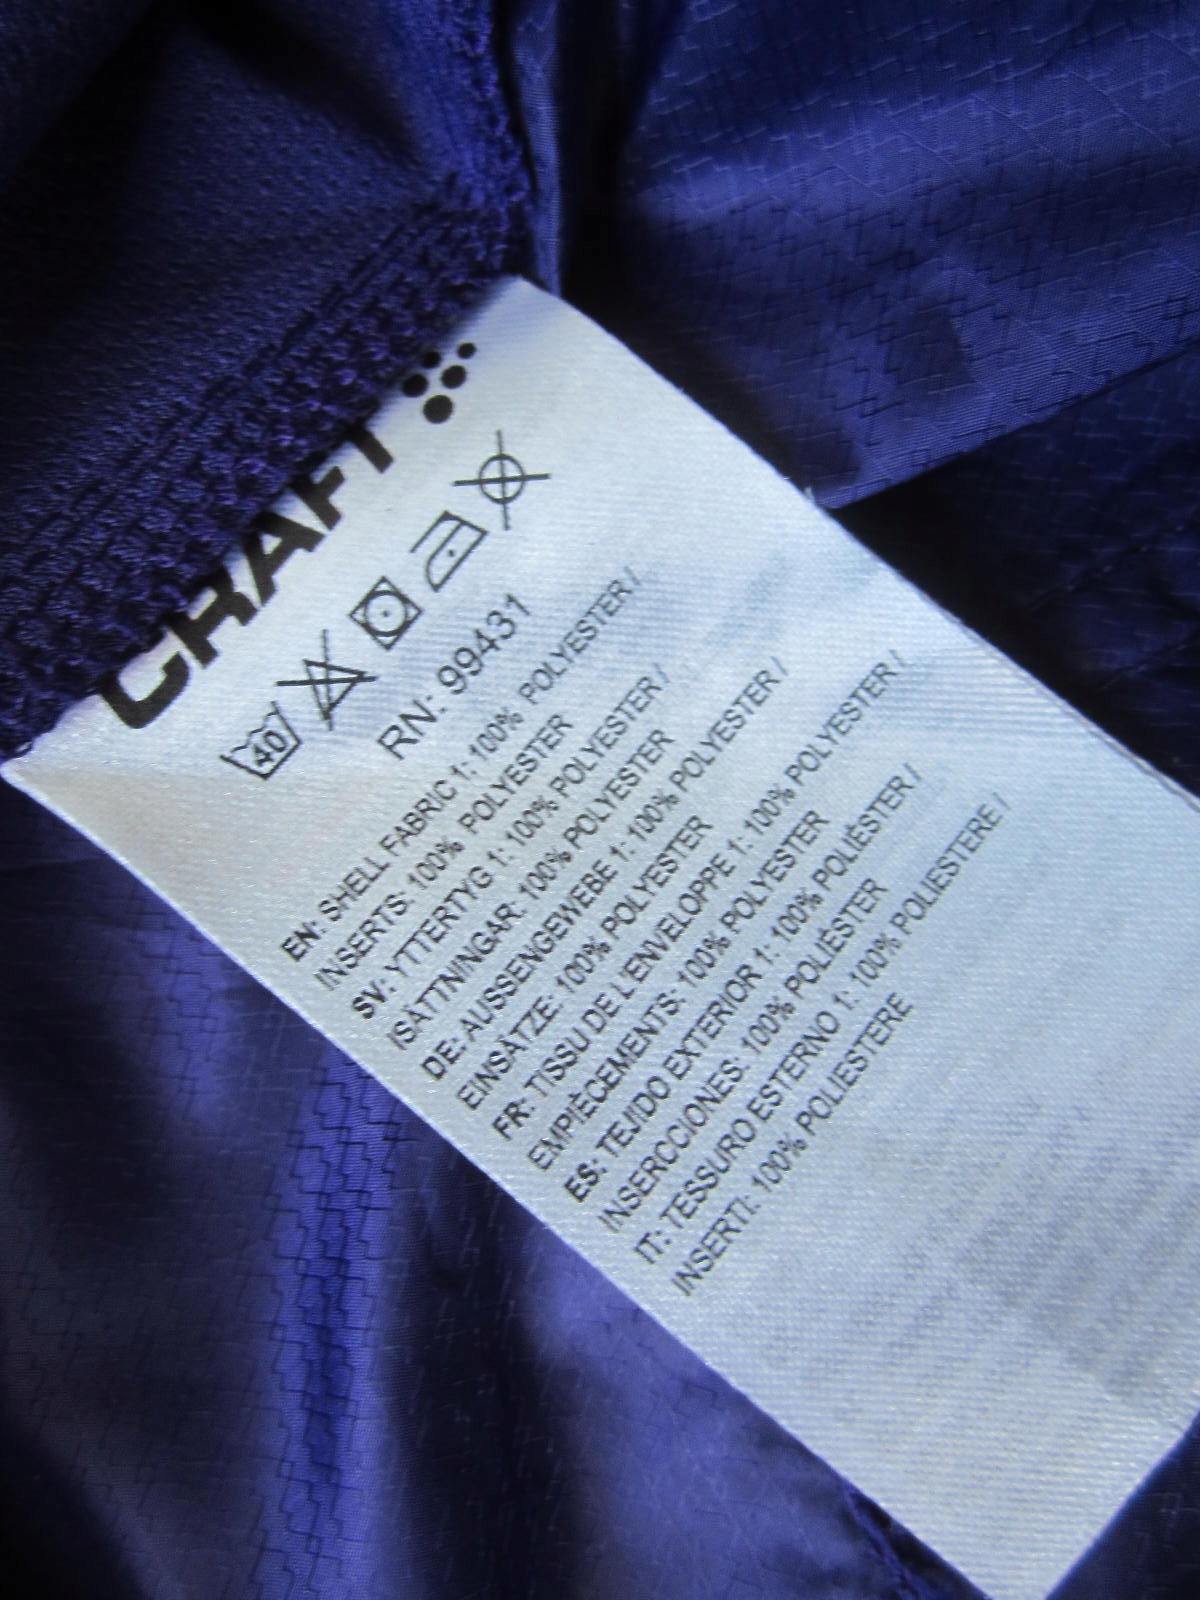 CRAFT
40
RN: 99431
EN: SHELL FABRIC 1: 100% POLYESTER /
INSERTS: 100% POLYESTER
SV: YTTERTYG 1: 100% POLYESTER /
ISÄTTNINGAR: 100% POLYESTER
DE: AUSSENGEWEBE 1: 100% POLYESTER /
EINSÄTZE: 100% POLYESTER
FR: TISSU DE L'ENVELOPPE 1: 100% POLYESTER /
EMPIÈCEMENTS: 100% POLYESTER
ES: TEJIDO EXTERIOR 1: 100% POLIÉSTER /
INSERCCIONES: 100% POLIÉSTER
IT: TESSURO ESTERNO 1: 100% POLIESTERE /
INSERTI: 100% POLIESTERE